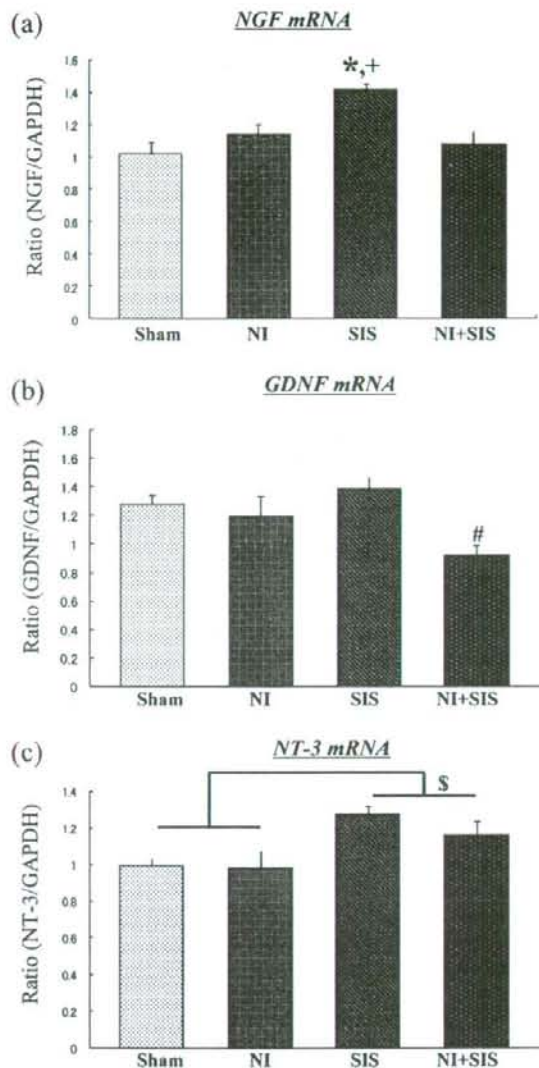 (a)
NGF mRNA
Ratio (NGF/GAPDH)
1.6
1.4
1.2
1
0.8
0.6
0.4
0.2
0
*,+
Sham NI SIS NI+SIS
(b)
GDNF mRNA
Ratio (GDNF/GAPDH)
1.8
1.6
1.4
1.2
1
0.8
0.6
0.4
0.2
0
#
Sham NI SIS NI+SIS
(c)
NT-3 mRNA
Ratio (NT-3/GAPDH)
1.4
1.2
1
0.8
0.6
0.4
0.2
0
$
Sham NI SIS NI+SIS